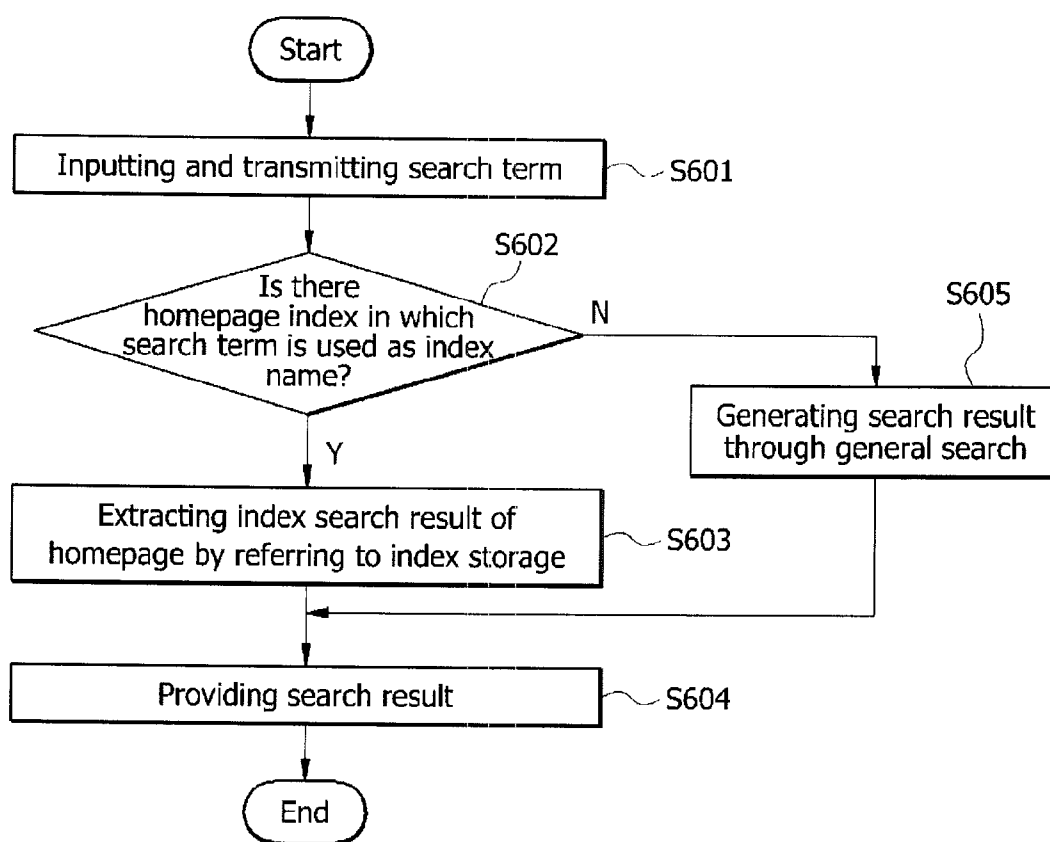 Start
Inputting and transmitting search term
S601
S602
Is there
homepage index in which
search term is used as index
name?
N
S605
Generating search result
through general search
Y
Extracting index search result of
homepage by referring to index storage
S603
Providing search result
S604
End